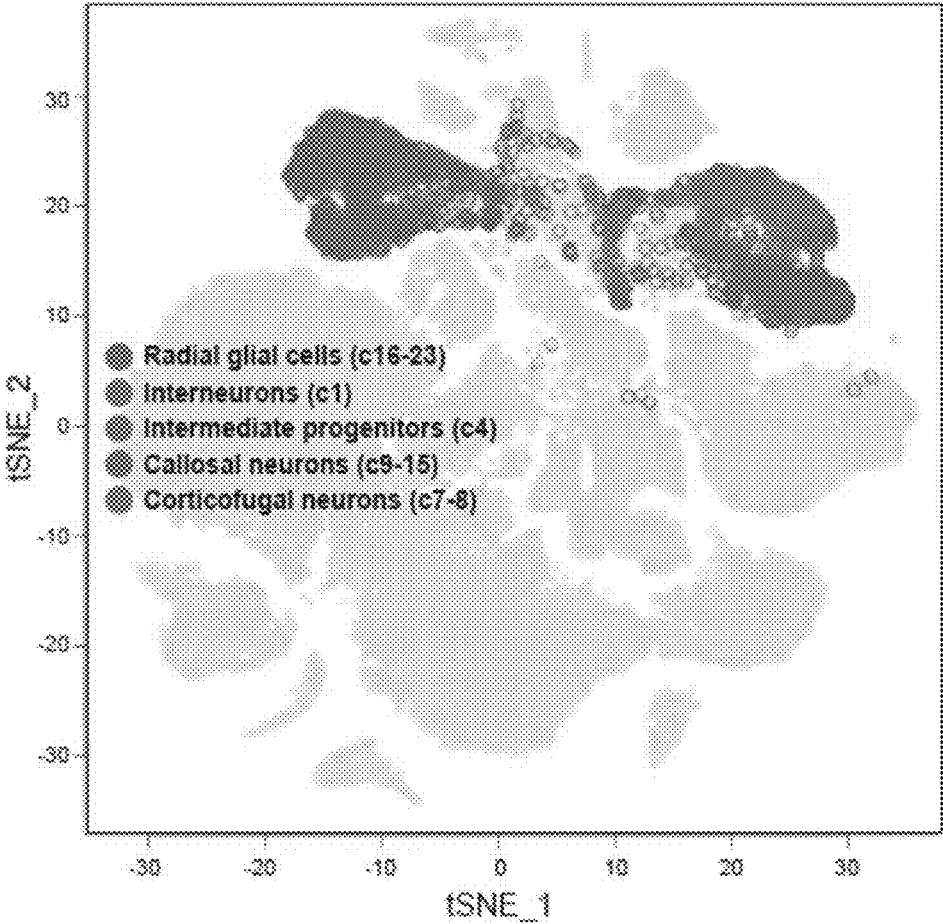 30
20
10
0
-10
-20
-30
tSNE_2
Radial glial cells (c16-23)
Interneurons (c1)
Intermediate progenitors (c4)
Callosal neurons (c9-15)
Corticofugal neurons (c7-8)
-30 -20 -10 0 10 20 30
tSNE_1